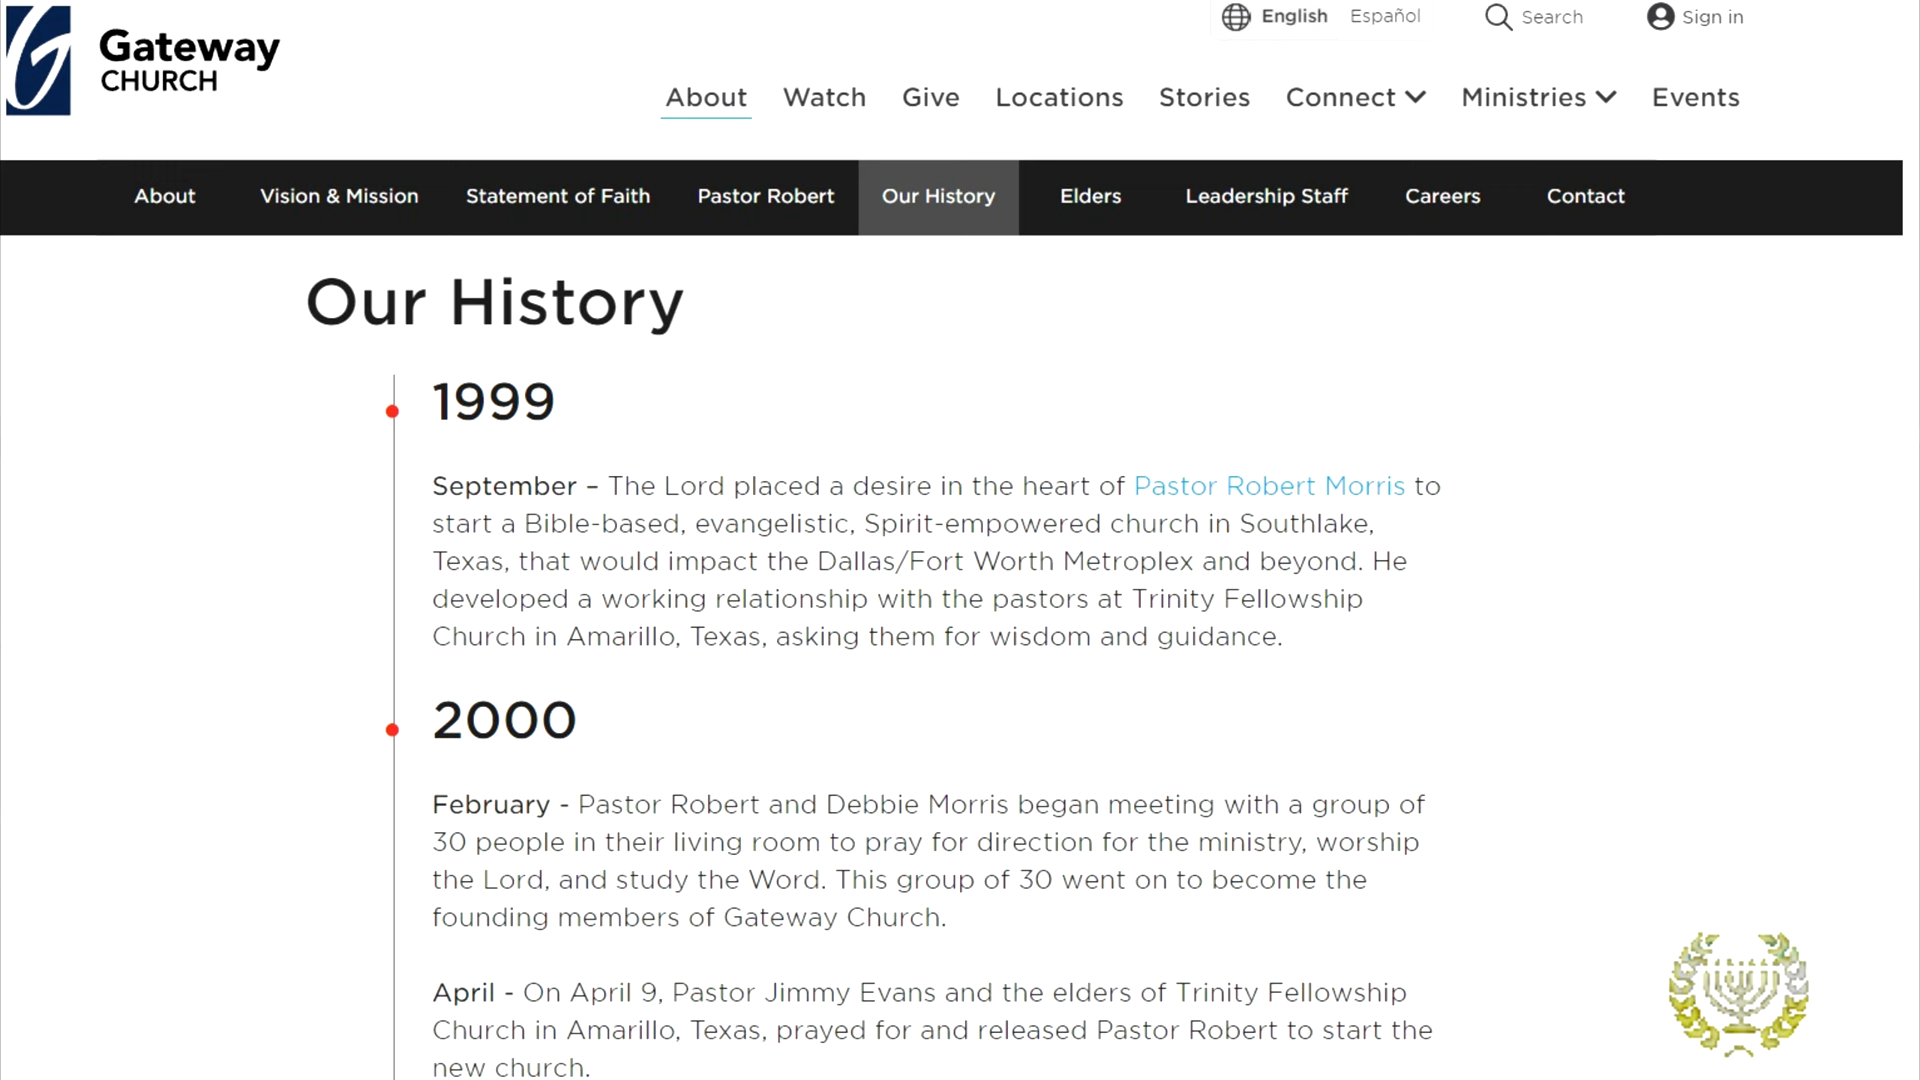 English Español Search Sign in
Gateway
CHURCH
About Watch Give Locations Stories Connect Ministries Events
About Vision & Mission Statement of Faith Pastor Robert Our History Elders Leadership Staff Careers Contact
Our History
1999
September – The Lord placed a desire in the heart of Pastor Robert Morris to
start a Bible-based, evangelistic, Spirit-empowered church in Southlake,
Texas, that would impact the Dallas/Fort Worth Metroplex and beyond. He
developed a working relationship with the pastors at Trinity Fellowship
Church in Amarillo, Texas, asking them for wisdom and guidance.
2000
February - Pastor Robert and Debbie Morris began meeting with a group of
30 people in their living room to pray for direction for the ministry, worship
the Lord, and study the Word. This group of 30 went on to become the
founding members of Gateway Church.
April - On April 9, Pastor Jimmy Evans and the elders of Trinity Fellowship
Church in Amarillo, Texas, prayed for and released Pastor Robert to start the
new church.